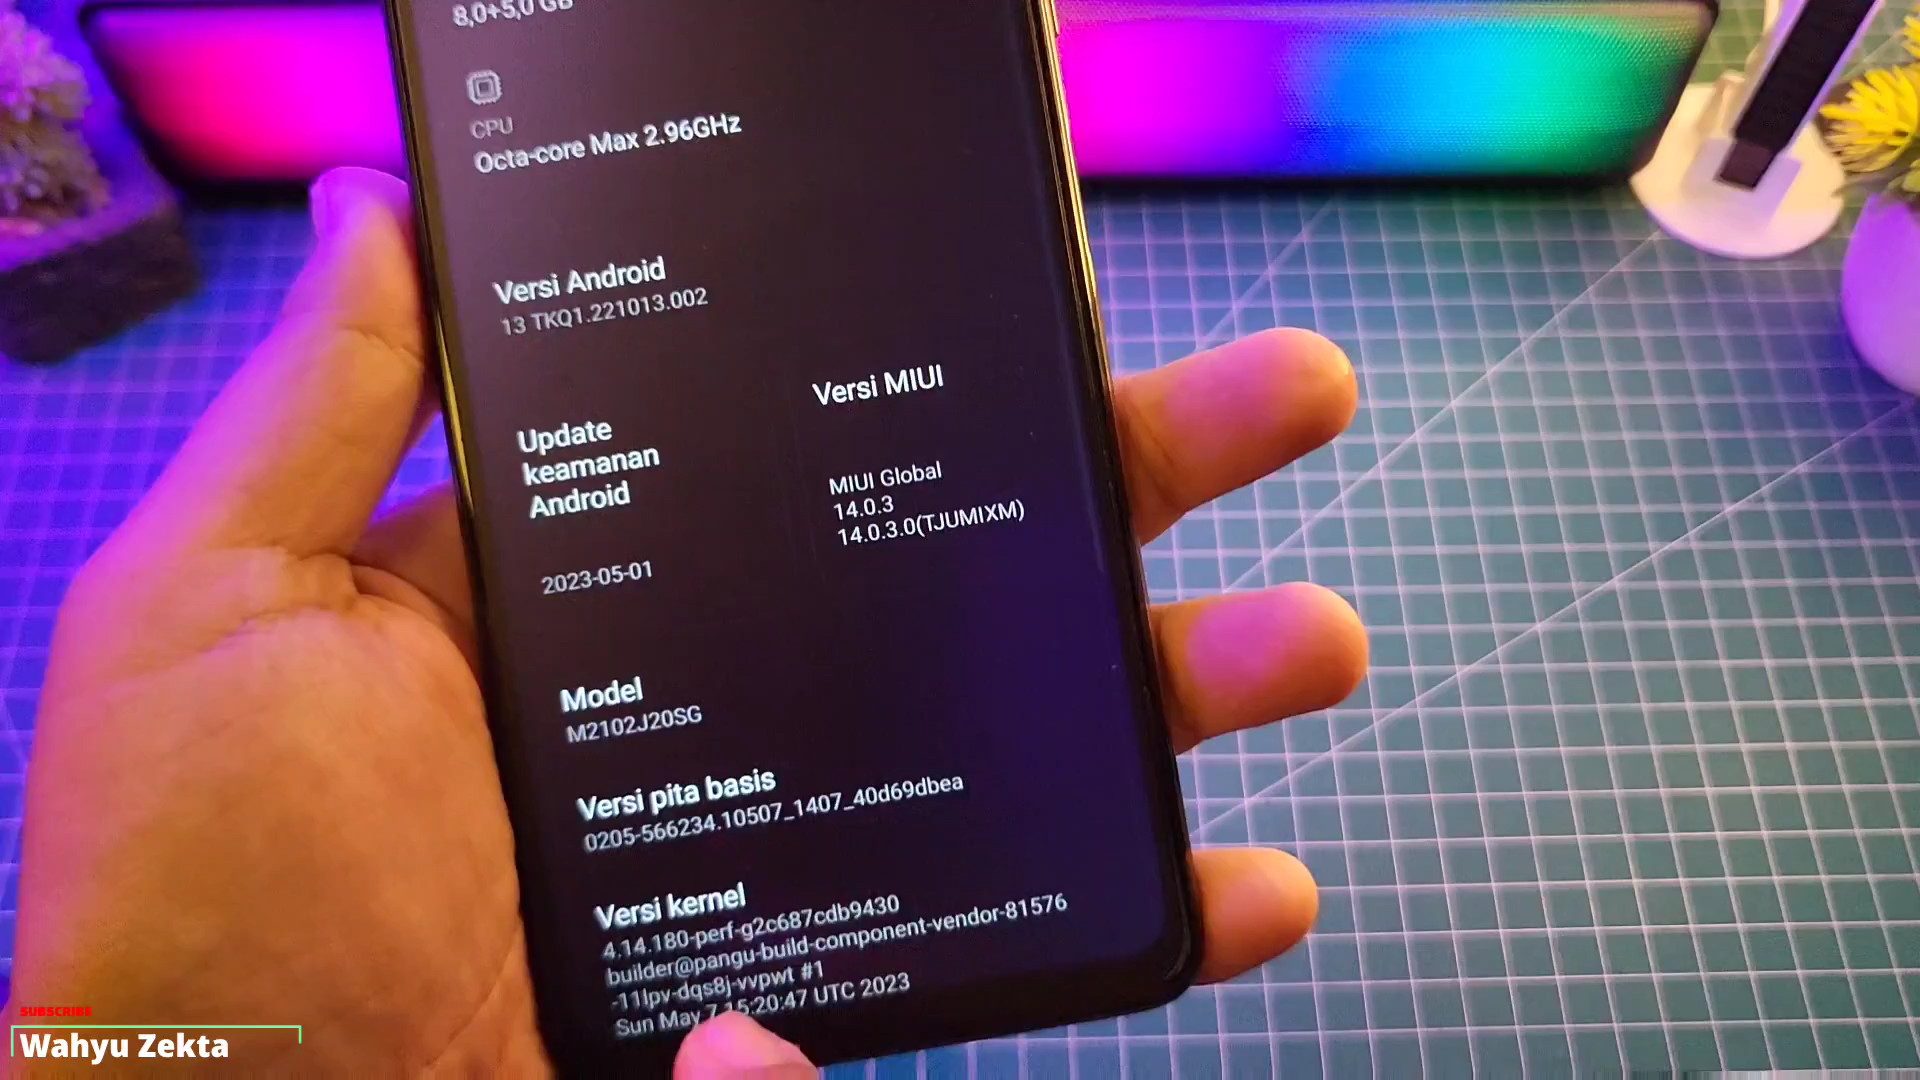 8,0+5,0 GB
CPU
Octa-core Max 2.96GHz
Versi Android
13 TKQ1.221013.002
Update
keamanan
Android
2023-05-01
Versi MIUI
MIUI Global
14.0.3
14.0.3.0(TJUMIXM)
Model
M2102J20SG
Versi pita basis
0205-566234.10507_1407_40d69dbea
Versi kernel
4.14.180-perf-g2c687cdb9430
builder@pangu-build-component-vendor-81576
-11lpv-dqs8j-vvpwt #1
Sun May 7 15:20:47 UTC 2023
SUBSCRIBE
Wahyu Zekta